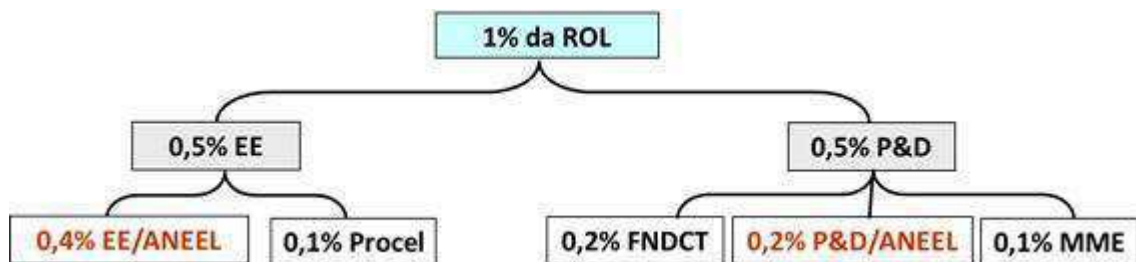 1% da ROL
0,5% EE
0,5% P&D
0,4% EE/ANEEL
0,1% Procel
0,2% FNDCT
0,2% P&D/ANEEL
0,1% MME